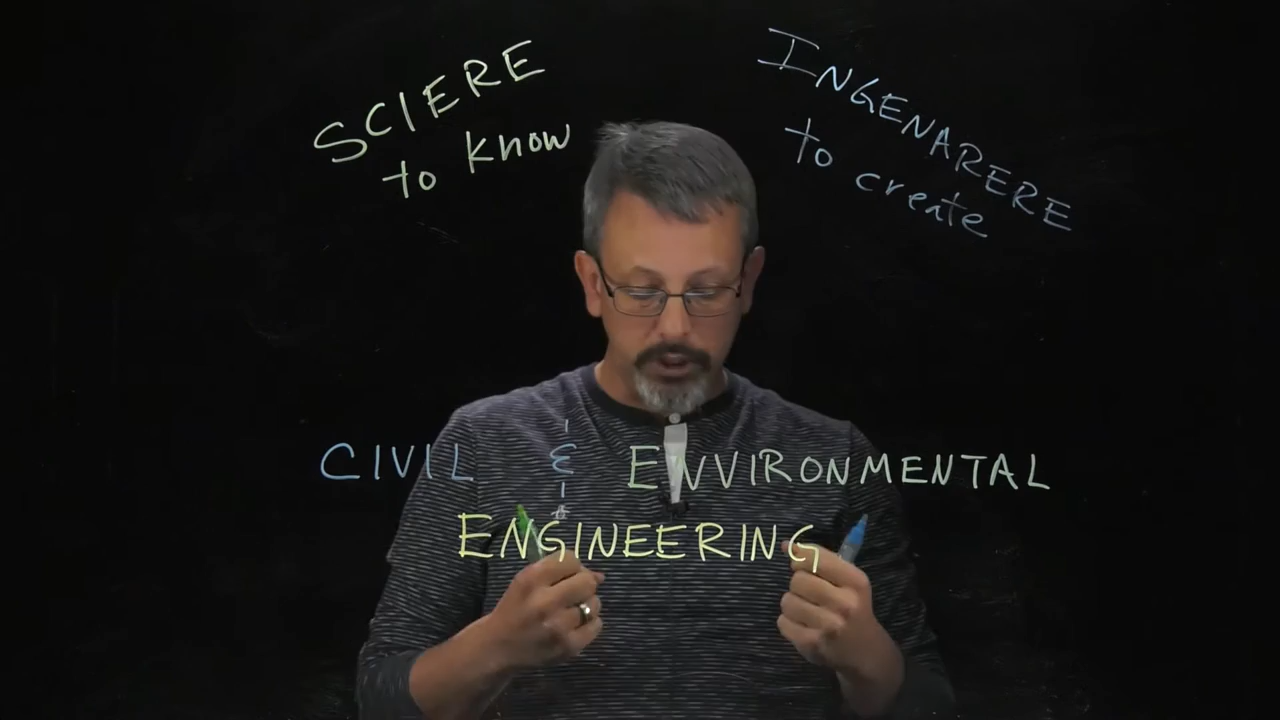 SCIERE
to know
INGENARERE
to create
CIVIL & ENVIRONMENTAL
ENGINEERING